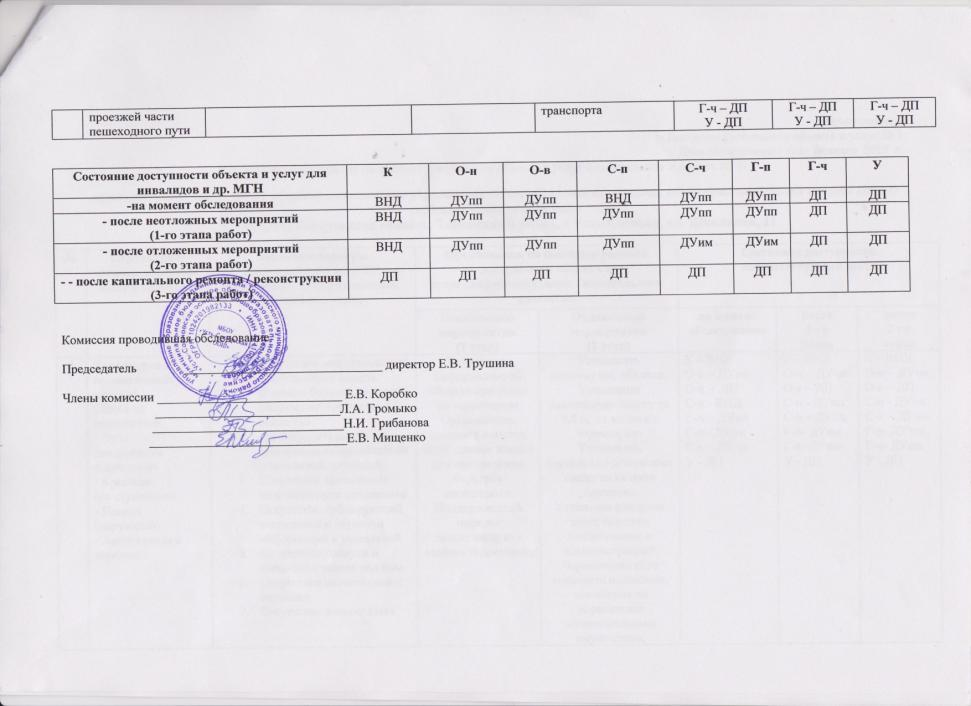 проезжей части транспорта Г-ч – ДП Г-ч – ДП Г-ч – ДП
пешеходного пути У - ДП У - ДП У - ДП
Состояние доступности объекта и услуг для К О-н О-в С-п С-ч Г-п Г-ч У
инвалидов и др. МГН
-на момент обследования ВНД ДУпп ДУпп ВНД ДУпп ДУпп ДП ДП
- после неотложных мероприятий ВНД ДУпп ДУпп ДУпп ДУпп ДУпп ДП ДП
(1-го этапа работ)
- после отложенных мероприятий ВНД ДУпп ДУпп ДУпп ДУим ДУим ДП ДП
(2-го этапа работ)
- - после капитального ремонта / реконструкции ДП ДП ДП ДП ДП ДП ДП ДП
(3-го этапа работ)
Комиссия проводившая обследование:
Председатель директор Е.В. Трушина
Члены комиссии Е.В. Коробко
Л.А. Громыко
Н.И. Грибанова
Е.В. Мищенко
МБОУ